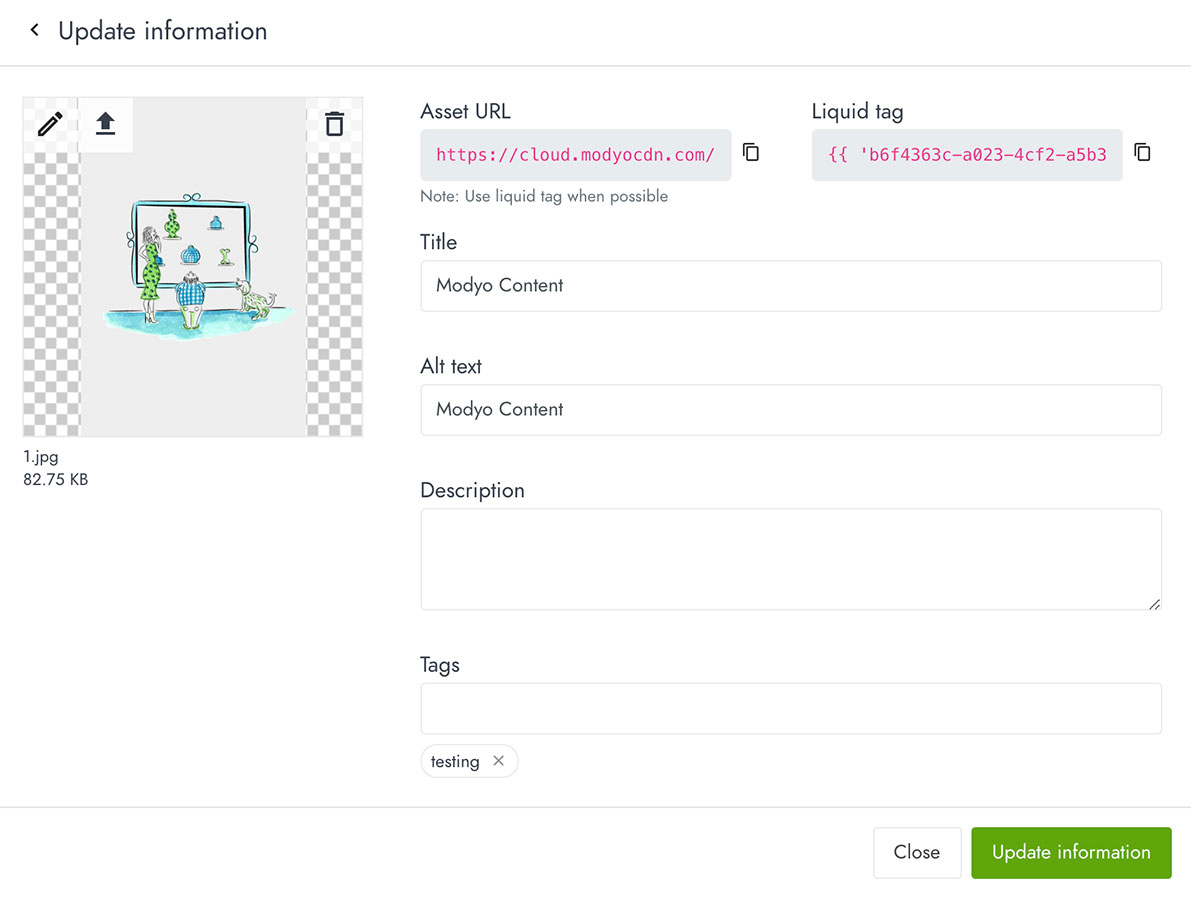 Update information
Asset URL
https://cloud.modyocdn.com/
Note: Use liquid tag when possible
Liquid tag
{{ 'b6f4363c-a023-4cf2-a5b3
Title
Modyo Content
Alt text
Modyo Content
Description
Tags
testing
1.jpg
82.75 KB
Close
Update information